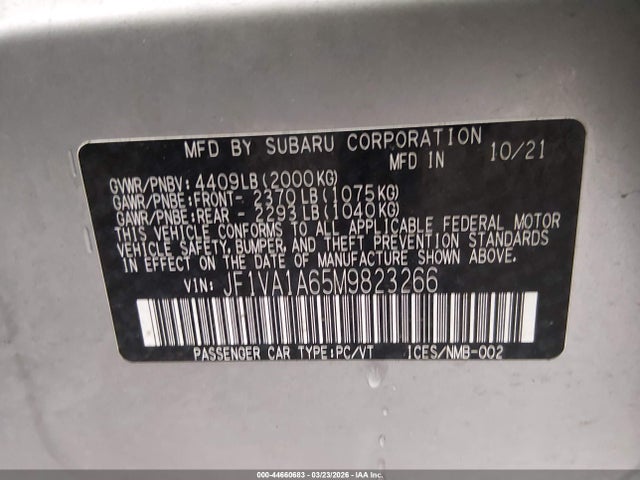 MFD BY SUBARU CORPORATION
MFD IN 10/21
GVWR/PNBV: 4409LB(2000KG)
GAWR/PNBE:FRONT- 2370LB(1075KG)
GAWR/PNBE:REAR - 2293LB(1040KG)
THIS VEHICLE CONFORMS TO ALL APPLICABLE FEDERAL MOTOR
VEHICLE SAFETY, BUMPER, AND THEFT PREVENTION STANDARDS
IN EFFECT ON THE DATE OF MANUFACTURE SHOWN ABOVE.
VIN: JF1VA1A65M9823266
PASSENGER CAR TYPE:PC/VT ICES/NMB-002
000-44660683 | 03/23/2026 | IAA, Inc.